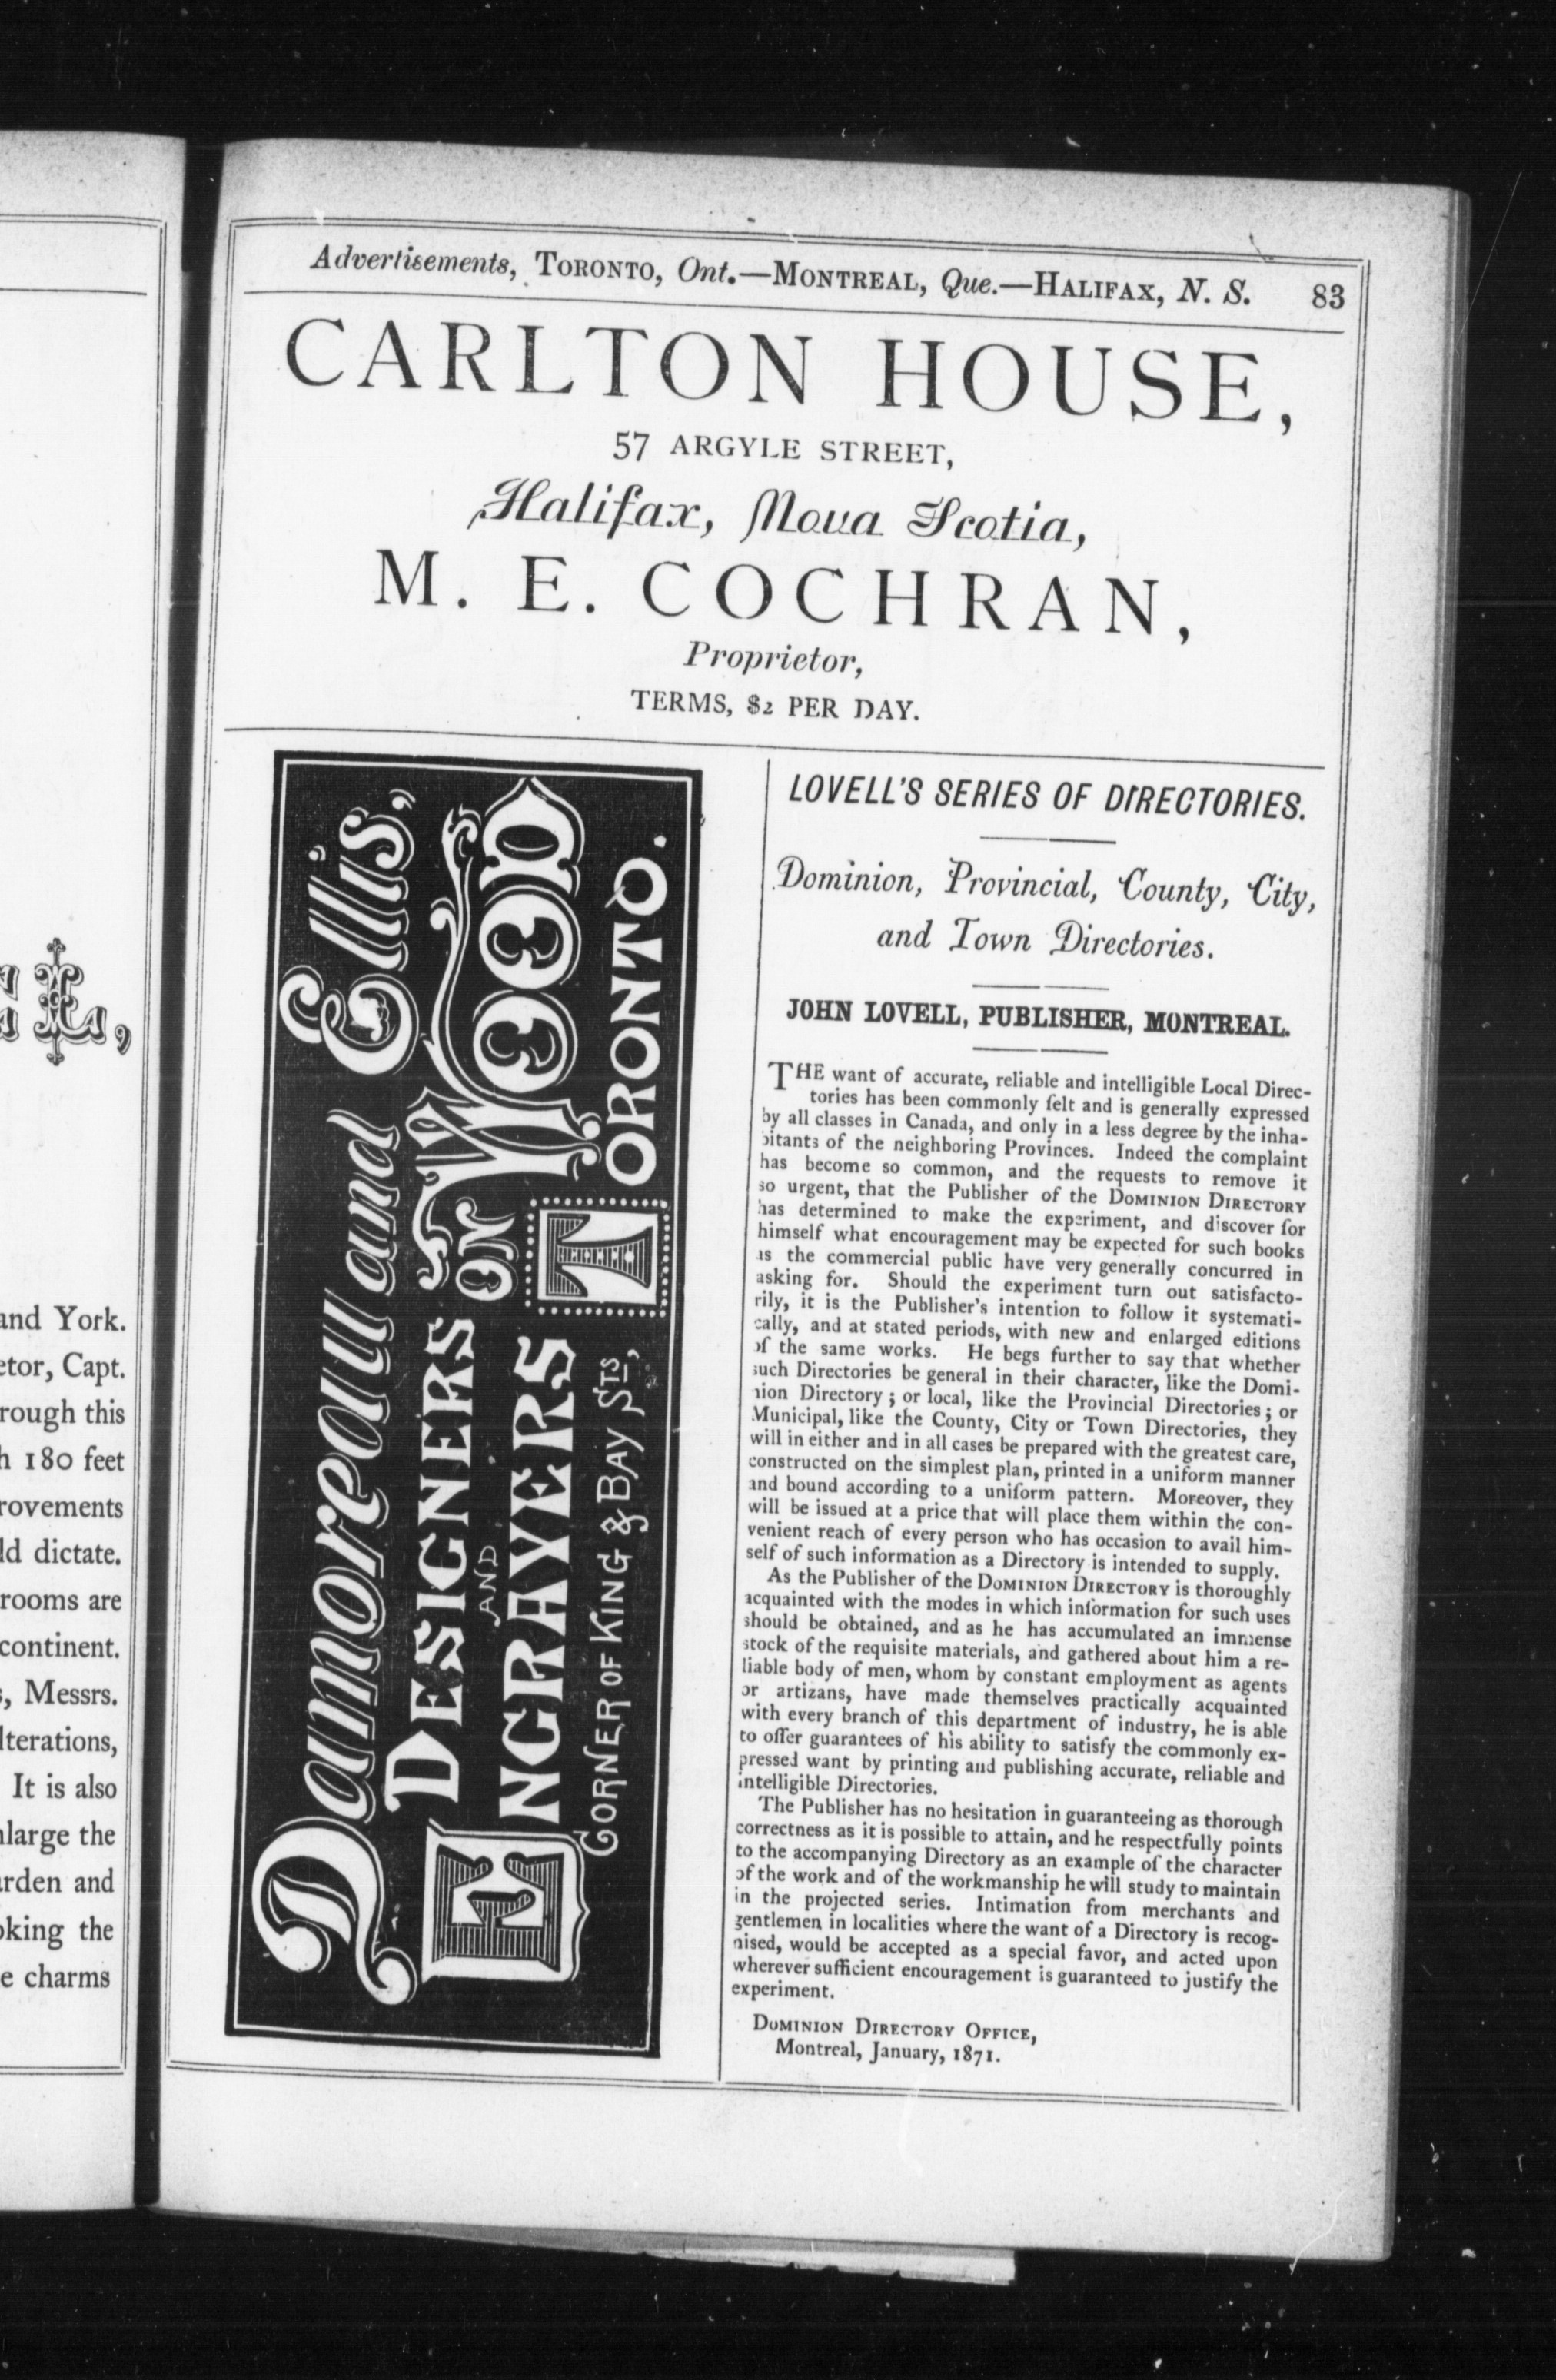 and York.
etor, Capt.
rough this
h 180 feet
rovements
ld dictate.
rooms are
continent.
s, Messrs.
lterations,
It is also
nlarge the
arden and
oking the
e charms
Advertisements, TORONTO, Ont.—MONTREAL, Que.—HALIFAX, N. S. 83
CARLTON HOUSE,
57 ARGYLE STREET,
Halifax, Nova Scotia,
M. E. COCHRAN,
Proprietor,
TERMS, $2 PER DAY.
Damoreau and Ellis,
DESIGNERS ON WOOD
AND
ENGRAVERS TORONTO.
CORNER OF KING & BAY STS,
LOVELL'S SERIES OF DIRECTORIES.
Dominion, Provincial, County, City,
and Town Directories.
JOHN LOVELL, PUBLISHER, MONTREAL.
THE want of accurate, reliable and intelligible Local Direc-
tories has been commonly felt and is generally expressed
by all classes in Canada, and only in a less degree by the inha-
bitants of the neighboring Provinces. Indeed the complaint
has become so common, and the requests to remove it
so urgent, that the Publisher of the DOMINION DIRECTORY
has determined to make the experiment, and discover for
himself what encouragement may be expected for such books
as the commercial public have very generally concurred in
asking for. Should the experiment turn out satisfacto-
rily, it is the Publisher's intention to follow it systemati-
cally, and at stated periods, with new and enlarged editions
of the same works. He begs further to say that whether
such Directories be general in their character, like the Domi-
nion Directory; or local, like the Provincial Directories; or
Municipal, like the County, City or Town Directories, they
will in either and in all cases be prepared with the greatest care,
constructed on the simplest plan, printed in a uniform manner
and bound according to a uniform pattern. Moreover, they
will be issued at a price that will place them within the con-
venient reach of every person who has occasion to avail him-
self of such information as a Directory is intended to supply.
As the Publisher of the DOMINION DIRECTORY is thoroughly
acquainted with the modes in which information for such uses
should be obtained, and as he has accumulated an immense
stock of the requisite materials, and gathered about him a re-
liable body of men, whom by constant employment as agents
or artizans, have made themselves practically acquainted
with every branch of this department of industry, he is able
to offer guarantees of his ability to satisfy the commonly ex-
pressed want by printing and publishing accurate, reliable and
intelligible Directories.
The Publisher has no hesitation in guaranteeing as thorough
correctness as it is possible to attain, and he respectfully points
to the accompanying Directory as an example of the character
of the work and of the workmanship he will study to maintain
in the projected series. Intimation from merchants and
gentlemen in localities where the want of a Directory is recog-
nised, would be accepted as a special favor, and acted upon
wherever sufficient encouragement is guaranteed to justify the
experiment.
DOMINION DIRECTORY OFFICE,
Montreal, January, 1871.